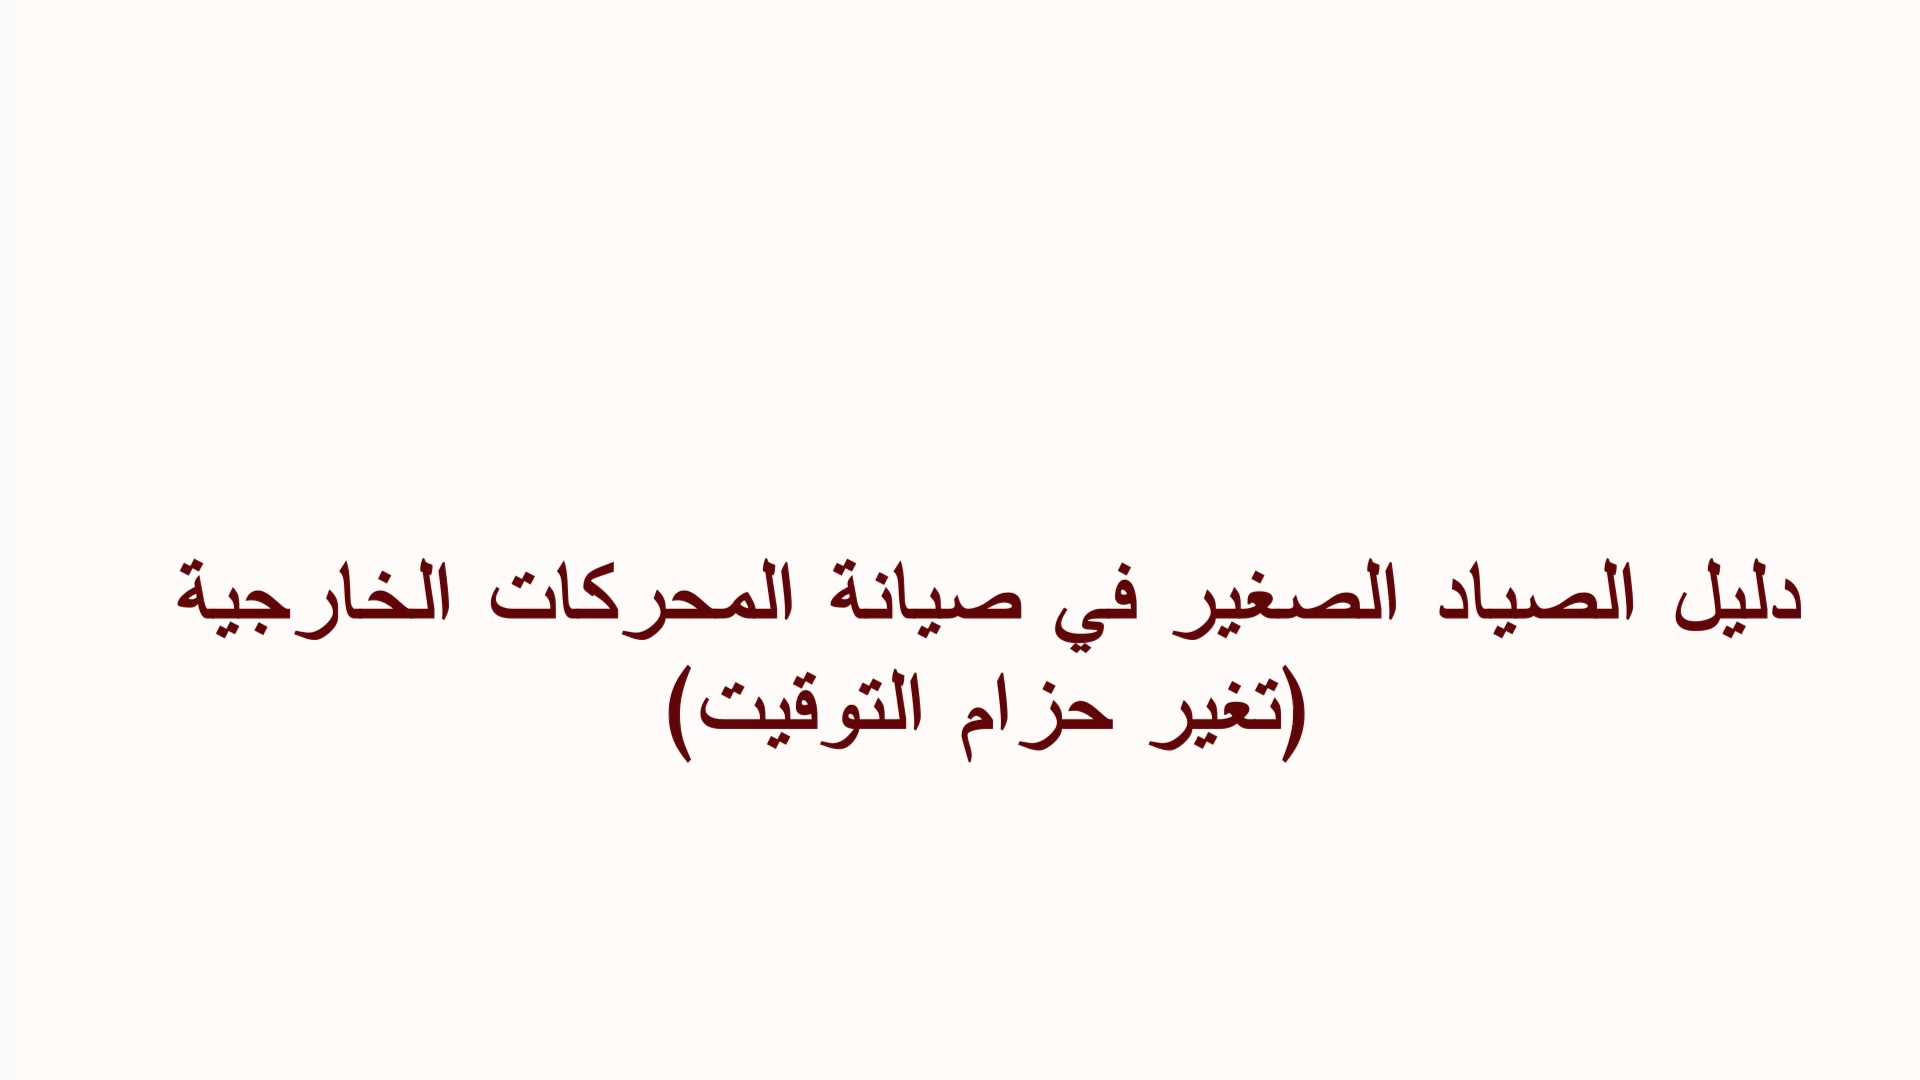 دليل الصياد الصغير في صيانة المحركات الخارجية
(تغير حزام التوقيت)